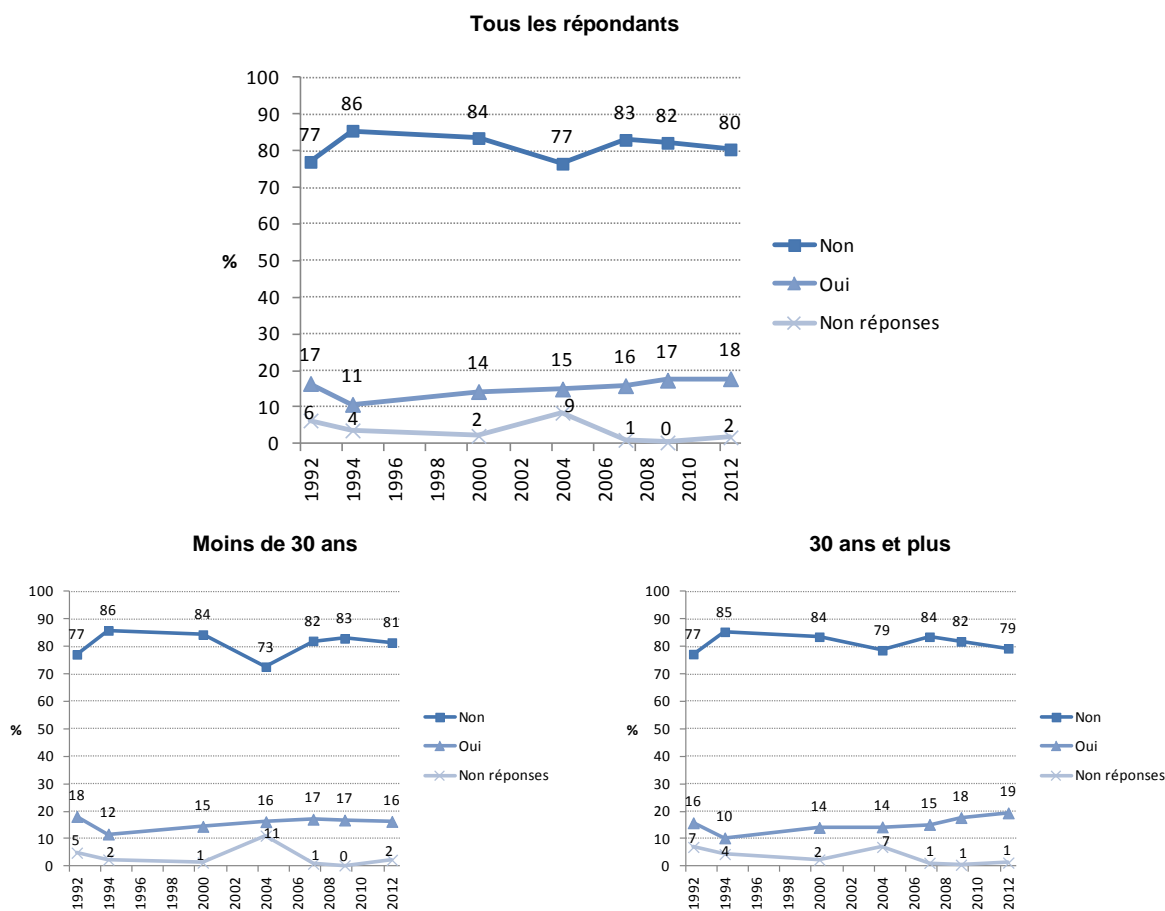 Tous les répondants
100
90
80
70
60
50
40
30
20
10
0
%
77 86 84 77 83 82 80
17 11 14 15 16 17 18
6 4 2 9 1 0 2
1992 1994 1996 1998 2000 2002 2004 2006 2008 2010 2012
Non
Oui
Non réponses
Moins de 30 ans
100
90
80
70
60
50
40
30
20
10
0
%
77 86 84 73 82 83 81
18 12 15 16 17 17 16
5 2 1 11 1 0 2
1992 1994 1996 1998 2000 2002 2004 2006 2008 2010 2012
Non
Oui
Non réponses
30 ans et plus
100
90
80
70
60
50
40
30
20
10
0
%
77 85 84 79 84 82 79
16 10 14 14 15 18 19
7 4 2 7 1 1 1
1992 1994 1996 1998 2000 2002 2004 2006 2008 2010 2012
Non
Oui
Non réponses